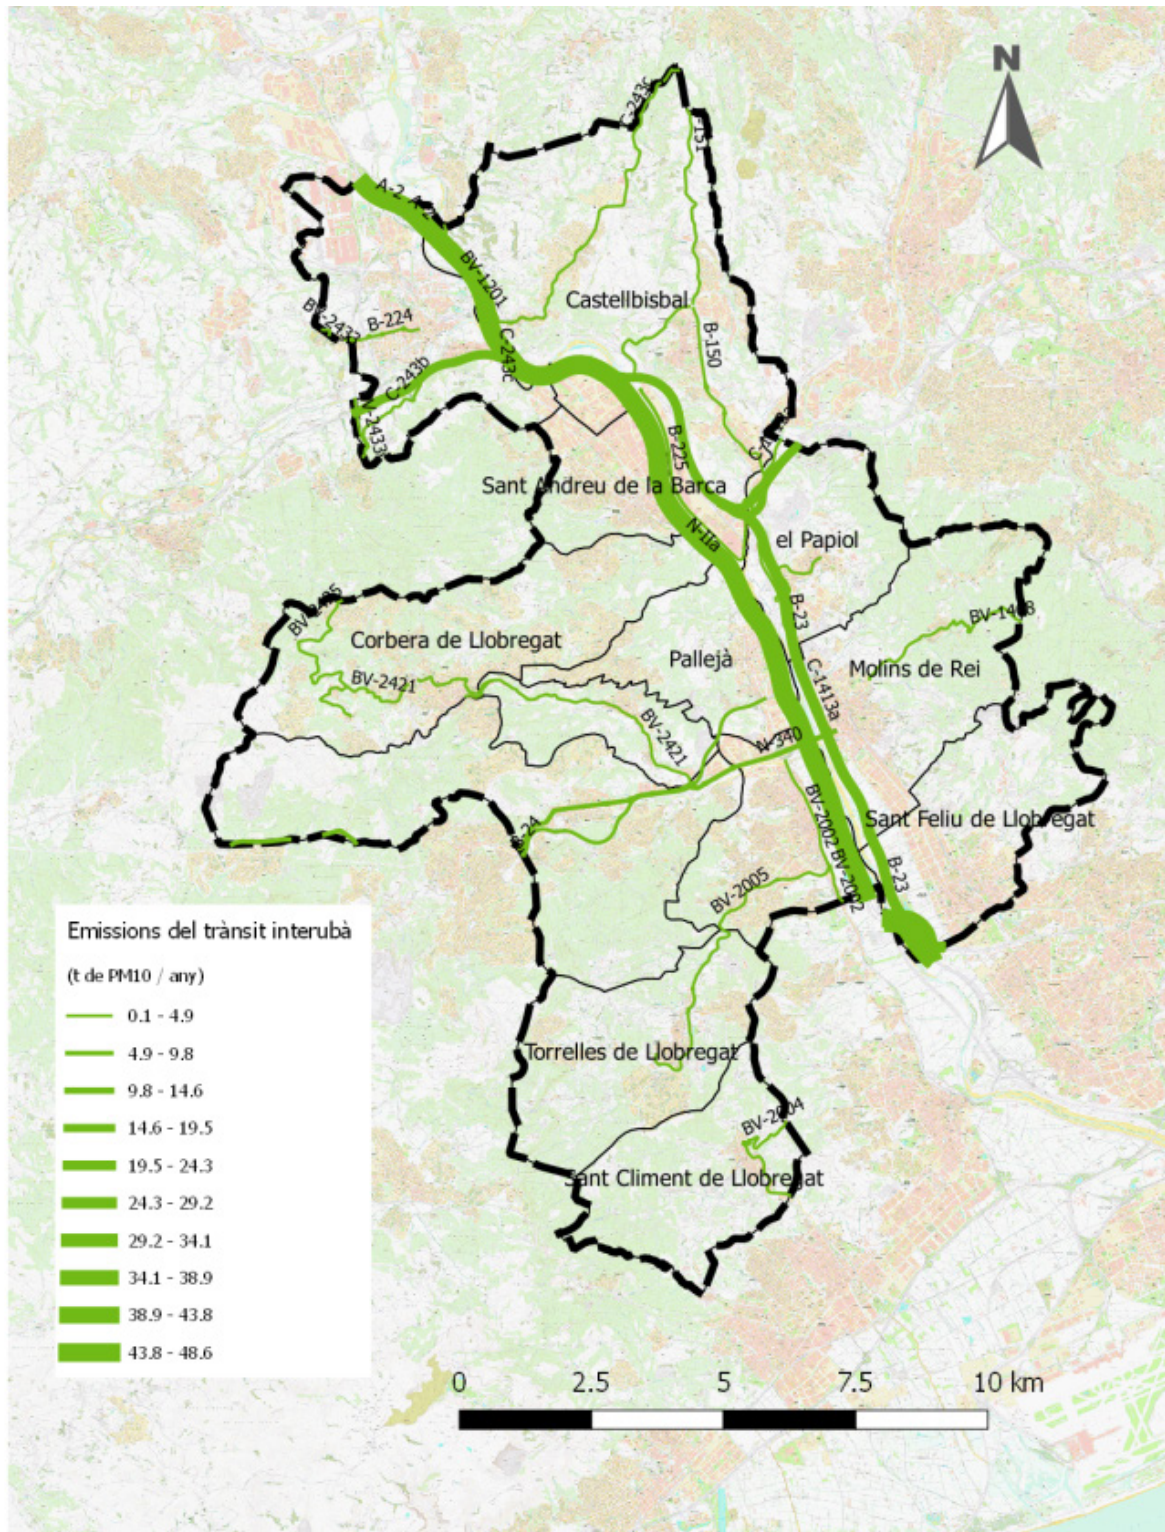 N
C-243c
A-2
A-2
BV-1201
Castellbisbal
BV-2433
B-224
C-243c
B-150
C-243b
B-225
Sant Andreu de la Barca
N-IIa
el Papiol
BV-2425
B-23
BV-1468
Corbera de Llobregat
Pallejà
Molins de Rei
BV-2421
C-1413a
BV-2421
N-340
BV-2002
Sant Feliu de Llobregat
BV-2002
B-23
BV-2005
Torrelles de Llobregat
BV-2004
Sant Climent de Llobregat
Emissions del trànsit interubà
(t de PM10 / any)
0.1 - 4.9
4.9 - 9.8
9.8 - 14.6
14.6 - 19.5
19.5 - 24.3
24.3 - 29.2
29.2 - 34.1
34.1 - 38.9
38.9 - 43.8
43.8 - 48.6
0 2.5 5 7.5 10 km